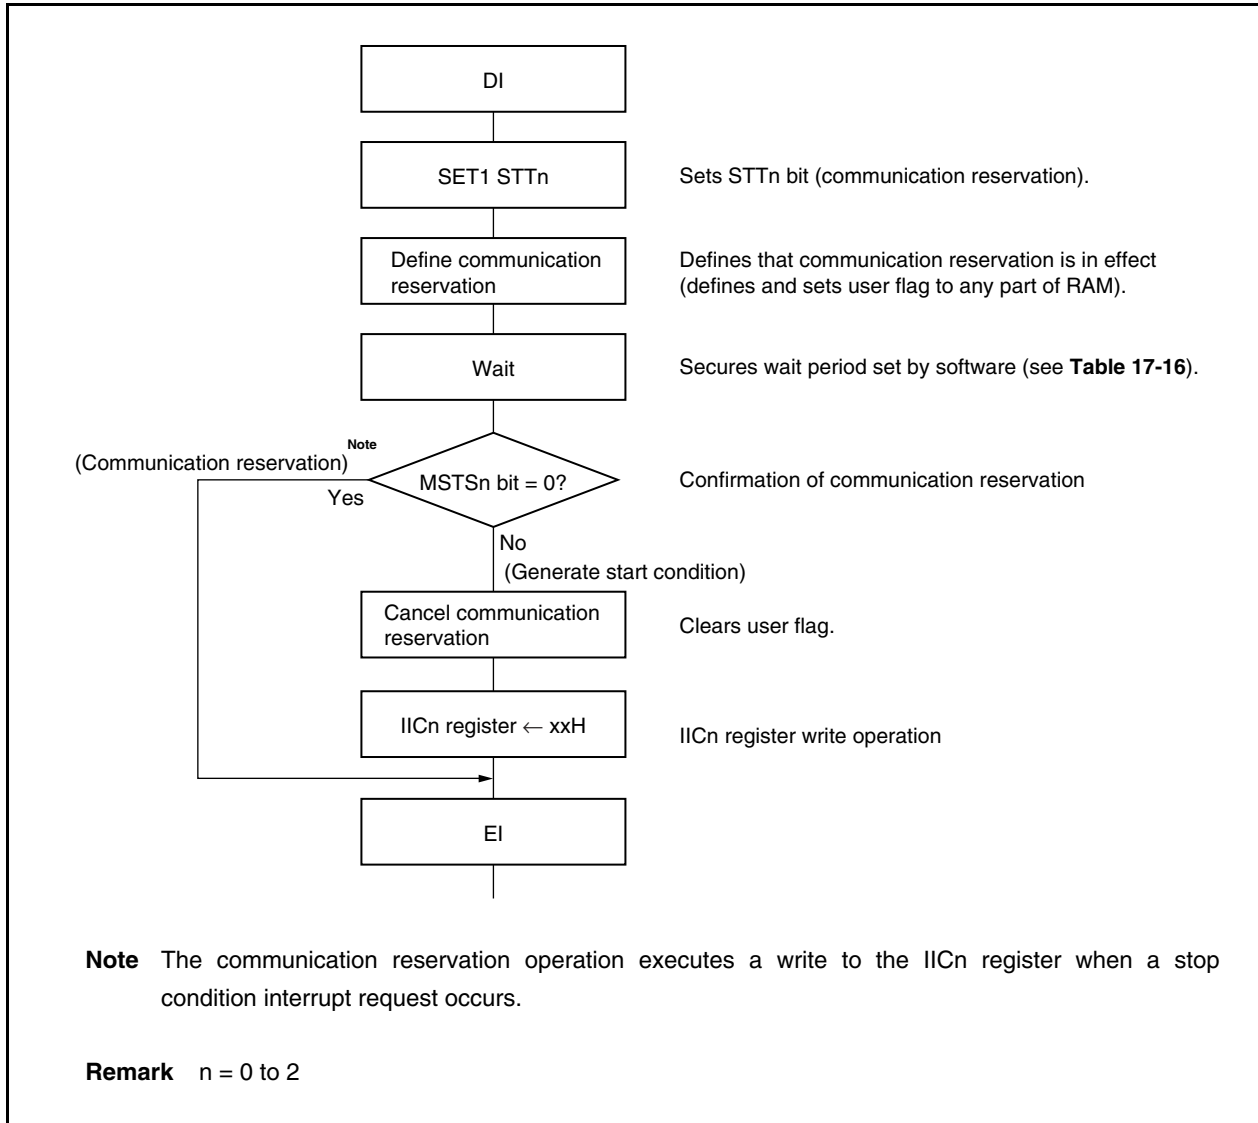 DI
SET1 STTn
Sets STTn bit (communication reservation).
Define communication
reservation
Defines that communication reservation is in effect
(defines and sets user flag to any part of RAM).
Wait
Secures wait period set by software (see Table 17-16).
(Communication reservation)Note
MSTSn bit = 0?
Confirmation of communication reservation
Yes
No
(Generate start condition)
Cancel communication
reservation
Clears user flag.
IICn register ← xxH
IICn register write operation
EI
Note The communication reservation operation executes a write to the IICn register when a stop
condition interrupt request occurs.
Remark n = 0 to 2